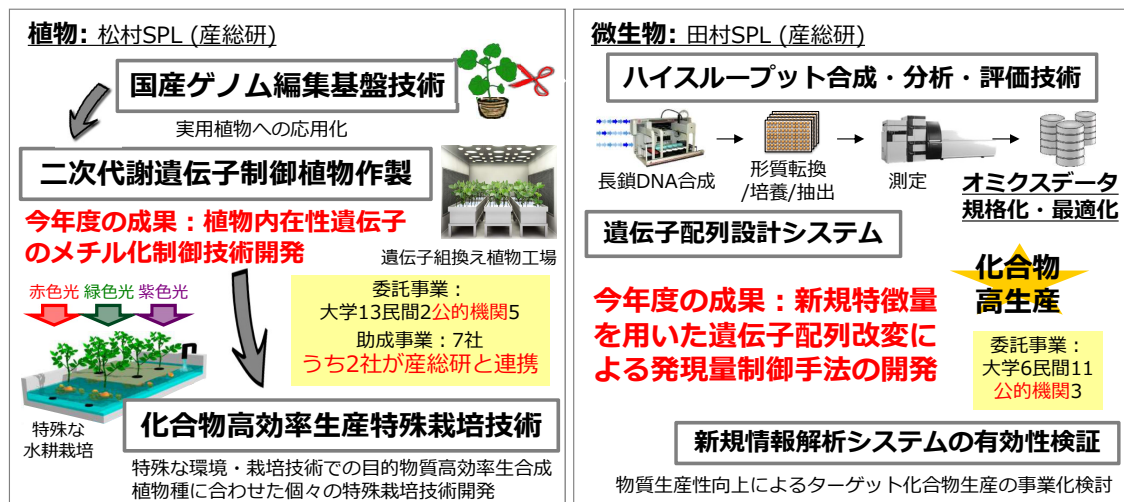 植物: 松村SPL (産総研)
国産ゲノム編集基盤技術
実用植物への応用化
二次代謝遺伝子制御植物作製
今年度の成果：植物内在性遺伝子
のメチル化制御技術開発
遺伝子組換え植物工場
赤色光 緑色光 紫色光
委託事業：
大学13民間2公的機関5
助成事業：7社
うち2社が産総研と連携
特殊な
水耕栽培
化合物高効率生産特殊栽培技術
特殊な環境・栽培技術での目的物質高効率生合成
植物種に合わせた個々の特殊栽培技術開発
微生物: 田村SPL (産総研)
ハイスループット合成・分析・評価技術
長鎖DNA合成
形質転換
/培養/抽出
測定
オミクスデータ
規格化・最適化
遺伝子配列設計システム
化合物
高生産
今年度の成果：新規特徴量
を用いた遺伝子配列改変に
よる発現量制御手法の開発
委託事業：
大学6民間11
公的機関3
新規情報解析システムの有効性検証
物質生産性向上によるターゲット化合物生産の事業化検討